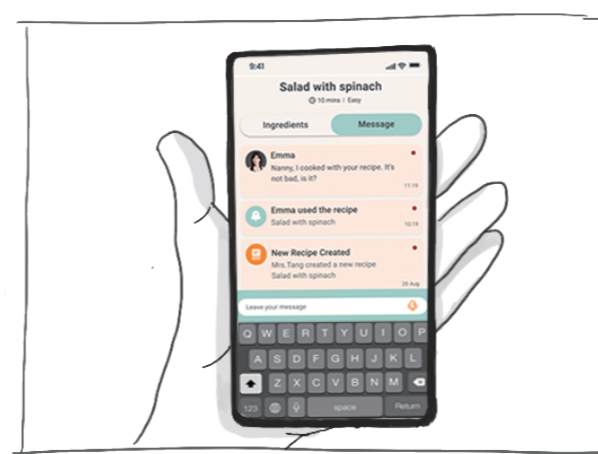 9:41
Salad with spinach
10 mins | Easy
Ingredients
Message
Emma
Nanny, I cooked with your recipe. It's
not bad, is it?
11:19
Emma used the recipe
Salad with spinach
10:19
New Recipe Created
Mrs.Tang created a new recipe
Salad with spinach
20 Aug
Leave your message
Q W E R T Y U I O P
A S D F G H J K L
Z X C V B N M
123
space
Return